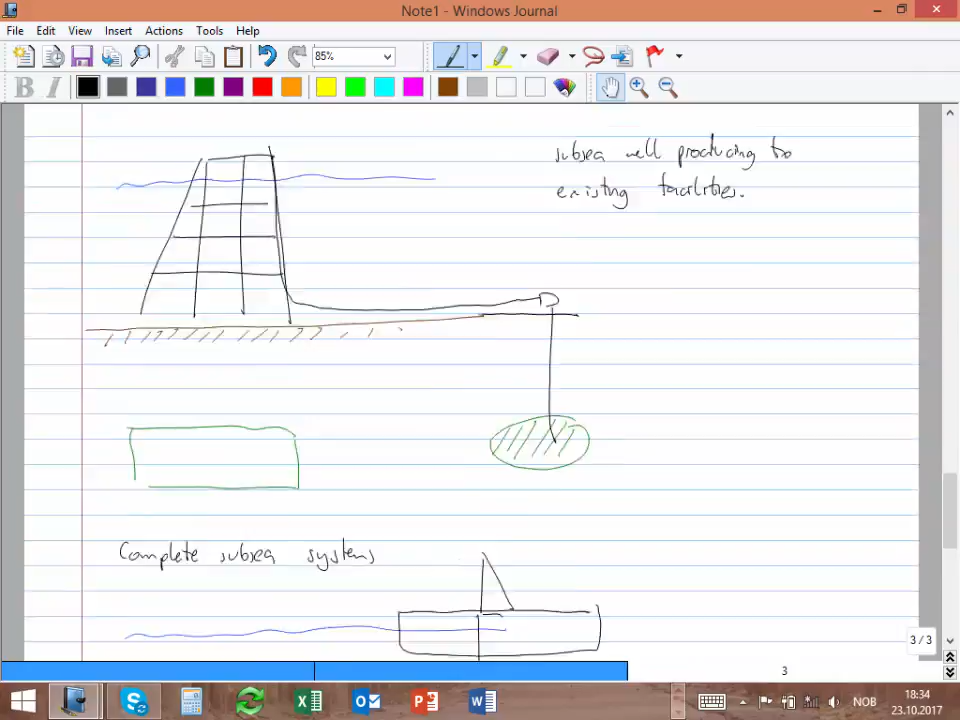 Note1 - Windows Journal
File Edit View Insert Actions Tools Help
85%
B I
subsea well producing to
existing facilities.
Complete subsea systems
3 / 3
3
NOB
18:34
23.10.2017